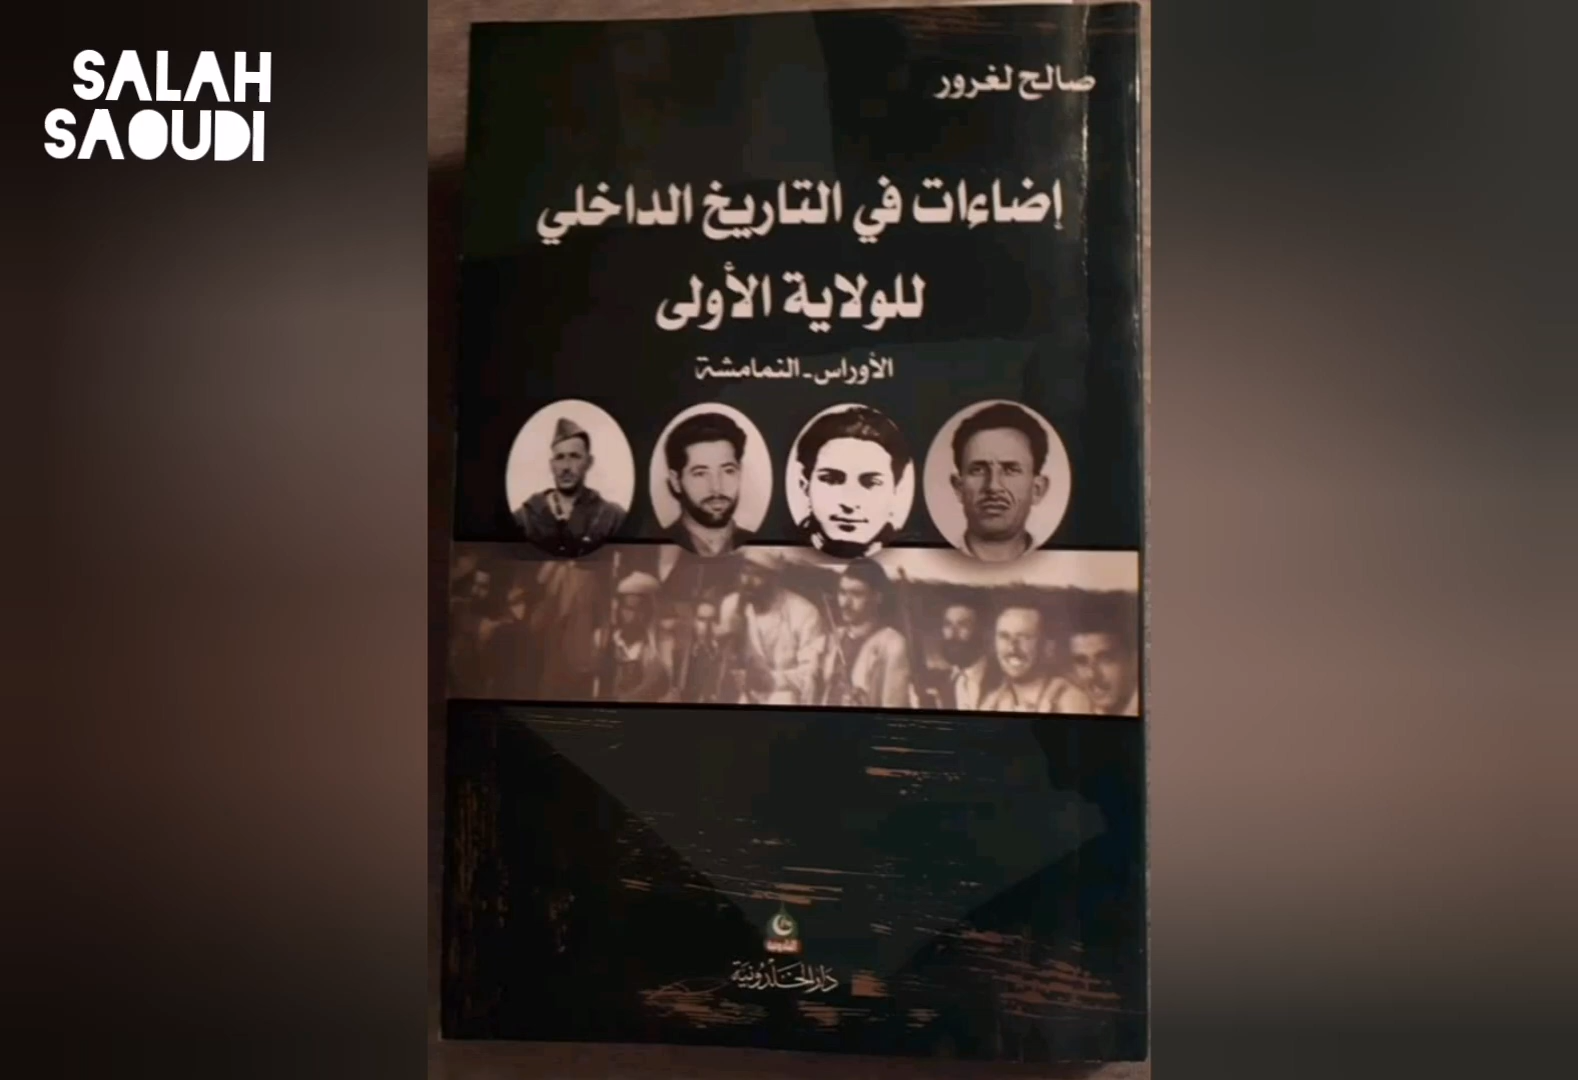 SALAH
SAOUDI
صالح لغرور
إضاءات في التاريخ الداخلي
للولاية الأولى
الأوراس - النمامشة
دار الخلدونية